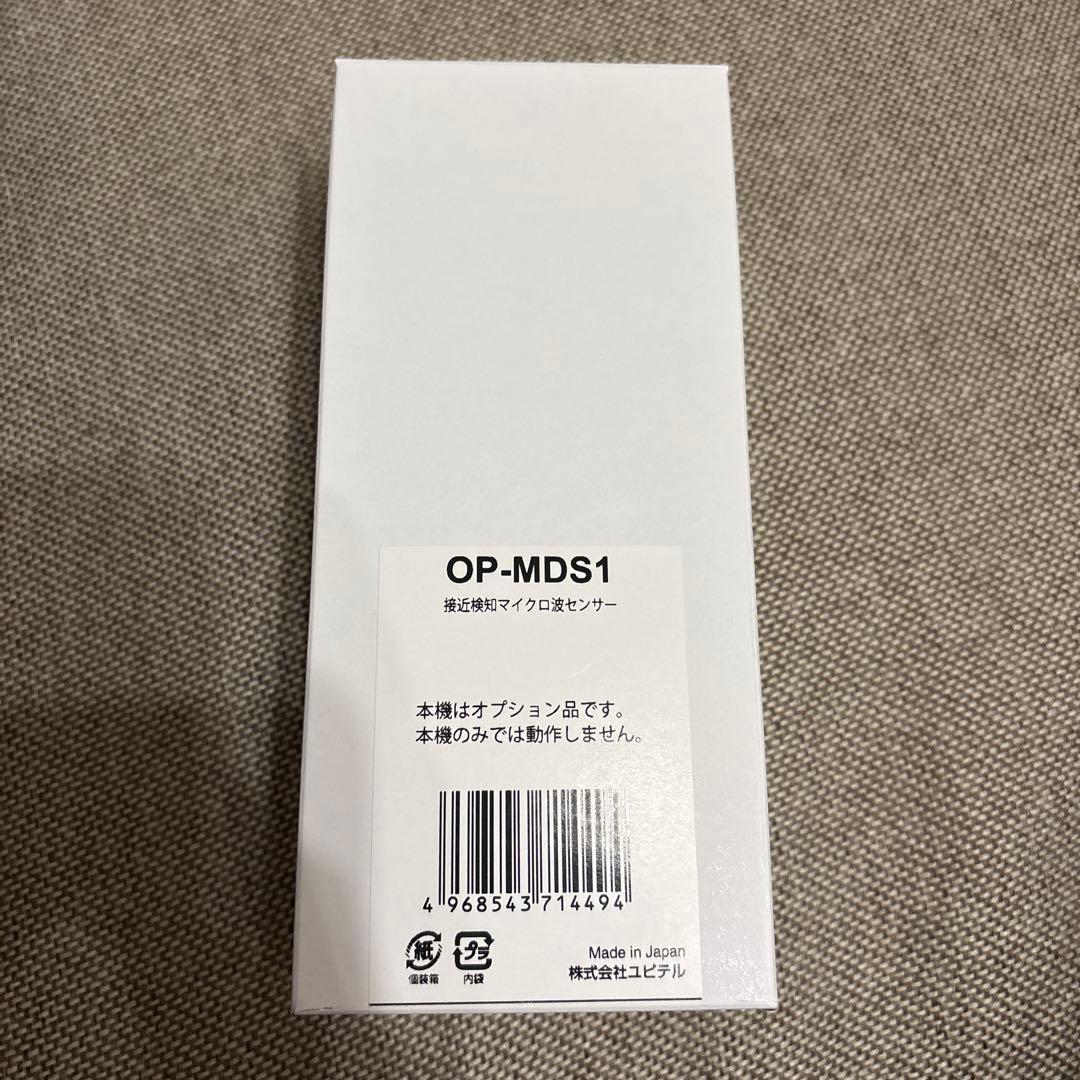 OP-MDS1
接近検知マイクロ波センサー
本機はオプション品です。
本機のみでは動作しません。
4 968543 714494
紙 プラ
個装箱 内袋
Made in Japan
株式会社ユピテル